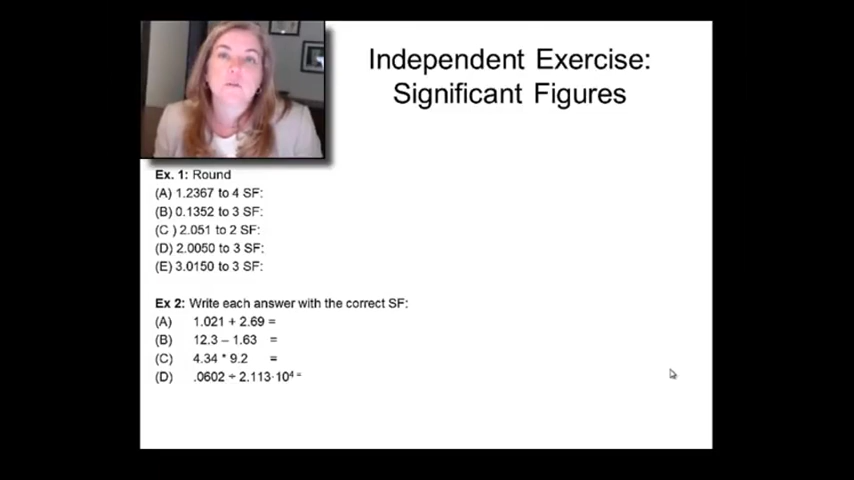 Independent Exercise:
Significant Figures
Ex. 1: Round
(A) 1.2367 to 4 SF:
(B) 0.1352 to 3 SF:
(C ) 2.051 to 2 SF:
(D) 2.0050 to 3 SF:
(E) 3.0150 to 3 SF:
Ex 2: Write each answer with the correct SF:
(A) 1.021 + 2.69 =
(B) 12.3 – 1.63 =
(C) 4.34 * 9.2 =
(D) .0602 ÷ 2.113·10⁴ =